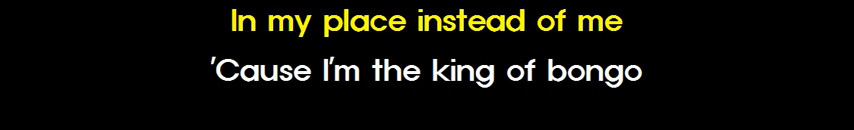 In my place instead of me
'Cause I'm the king of bongo